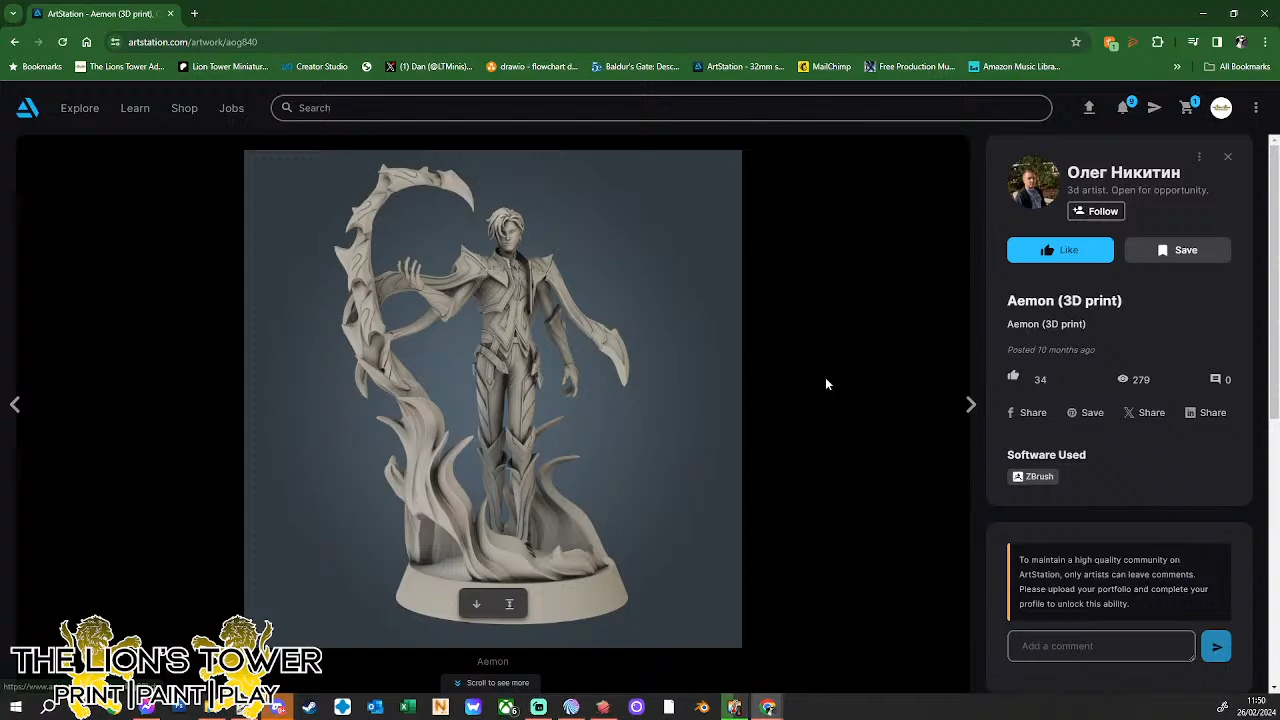 ArtStation - Aemon (3D print),
artstation.com/artwork/aog840
Bookmarks
The Lions Tower Ad...
Lion Tower Miniatur...
Creator Studio
(1) Dan (@LTMinis)...
drawio - flowchart d...
Baldur's Gate: Desc...
ArtStation - 32mm s...
MailChimp
Free Production Mu...
Amazon Music Libra...
»
All Bookmarks
Explore
Learn
Shop
Jobs
Search
9
1
Олег Никитин
3d artist. Open for opportunity.
Follow
Like
Save
Aemon (3D print)
Aemon (3D print)
Posted 10 months ago
34
279
0
Share
Save
Share
Share
Software Used
ZBrush
To maintain a high quality community on
ArtStation, only artists can leave comments.
Please upload your portfolio and complete your
profile to unlock this ability.
Add a comment
Aemon
Scroll to see more
THE LION'S TOWER
PRINT|PAINT|PLAY
https://www.a
11:50
26/02/2024